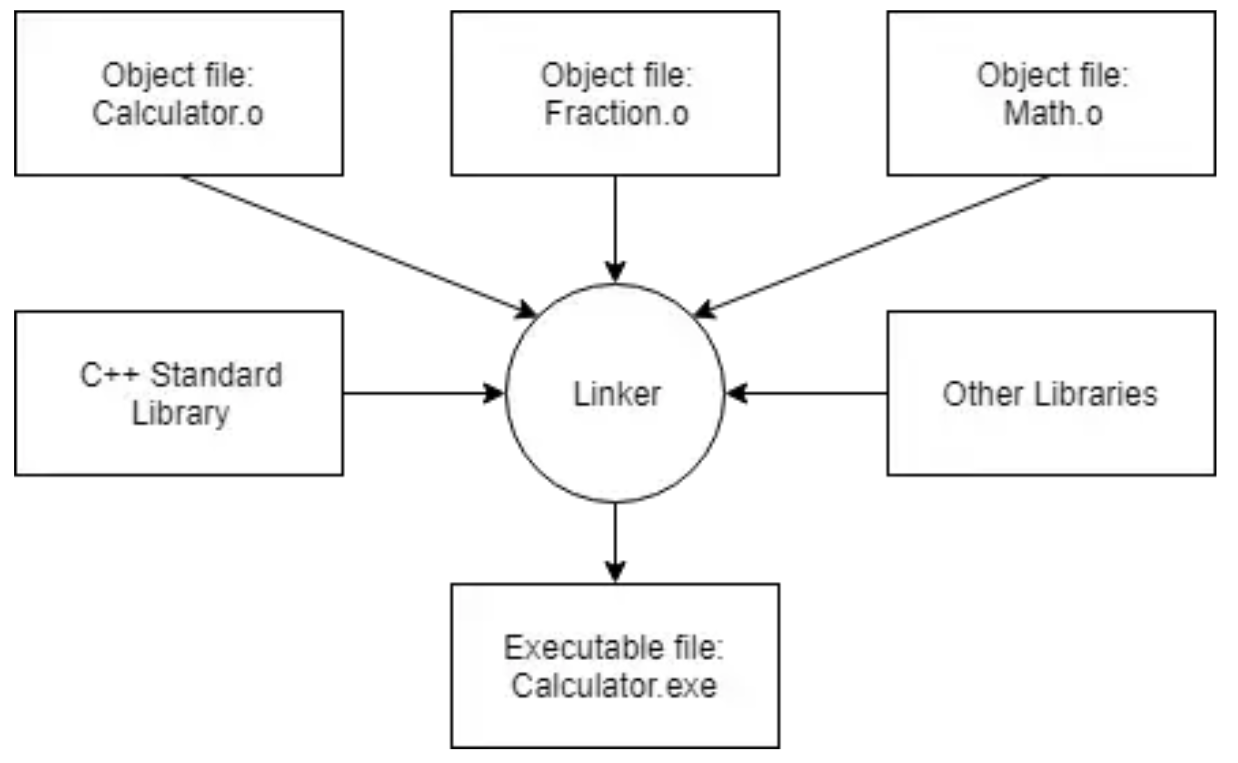 Object file:
Calculator.o
Object file:
Fraction.o
Object file:
Math.o
C++ Standard
Library
Linker
Other Libraries
Executable file:
Calculator.exe